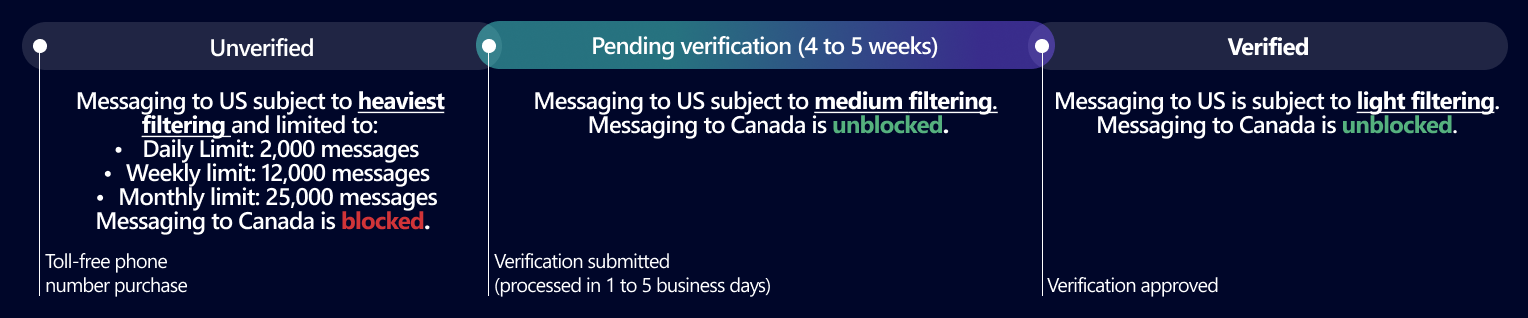 Unverified
Messaging to US subject to heaviest
filtering and limited to:
• Daily Limit: 2,000 messages
• Weekly limit: 12,000 messages
• Monthly limit: 25,000 messages
Messaging to Canada is blocked.
Toll-free phone
number purchase
Pending verification (4 to 5 weeks)
Messaging to US subject to medium filtering.
Messaging to Canada is unblocked.
Verification submitted
(processed in 1 to 5 business days)
Verified
Messaging to US is subject to light filtering.
Messaging to Canada is unblocked.
Verification approved